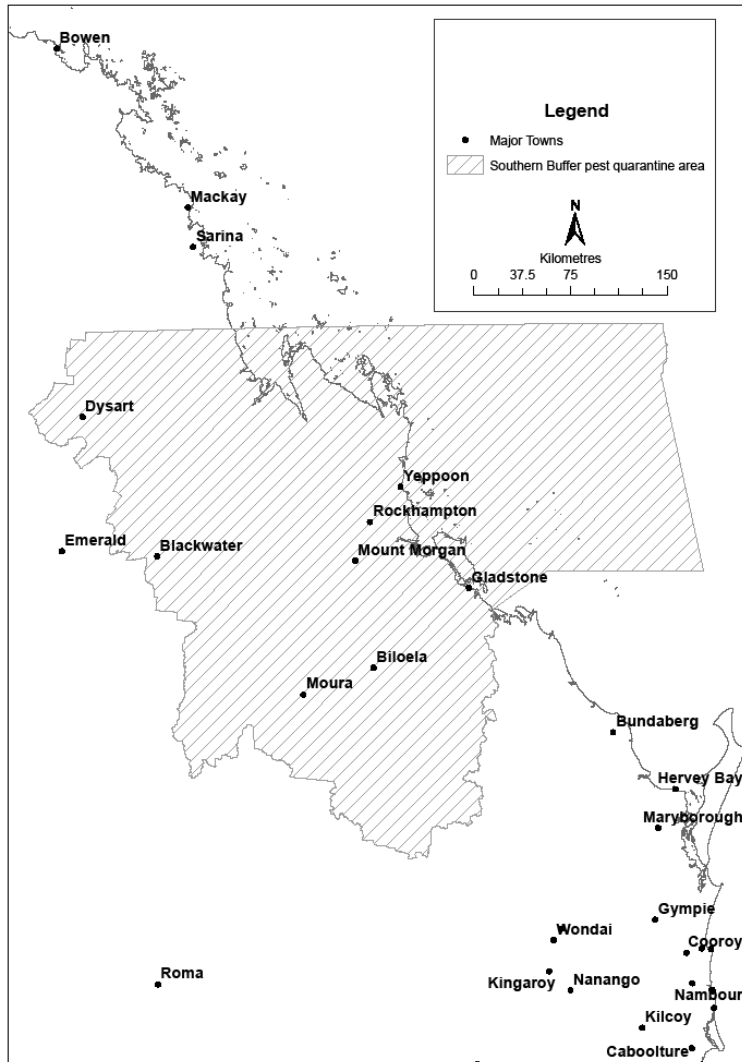 Bowen
Legend
Major Towns
Southern Buffer pest quarantine area
N
Kilometres
0 37.5 75 150
Mackay
Sarina
Dysart
Yeppoon
Rockhampton
Emerald
Blackwater
Mount Morgan
Gladstone
Biloela
Moura
Bundaberg
Hervey Bay
Maryborough
Gympie
Wondai
Cooroy
Roma
Kingaroy
Nanango
Nambour
Kilcoy
Caboolture